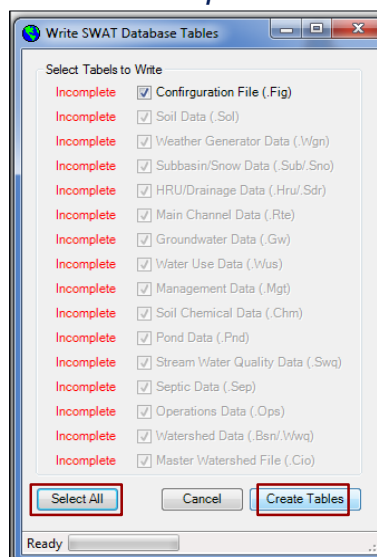 Write SWAT Database Tables
Select Tabels to Write
Incomplete Confirguration File (.Fig)
Incomplete Soil Data (.Sol)
Incomplete Weather Generator Data (.Wgn)
Incomplete Subbasin/Snow Data (.Sub/.Sno)
Incomplete HRU/Drainage Data (.Hru/.Sdr)
Incomplete Main Channel Data (.Rte)
Incomplete Groundwater Data (.Gw)
Incomplete Water Use Data (.Wus)
Incomplete Management Data (.Mgt)
Incomplete Soil Chemical Data (.Chm)
Incomplete Pond Data (.Pnd)
Incomplete Stream Water Quality Data (.Swq)
Incomplete Septic Data (.Sep)
Incomplete Operations Data (.Ops)
Incomplete Watershed Data (.Bsn/.Wwq)
Incomplete Master Watershed File (.Cio)
Select All Cancel Create Tables
Ready